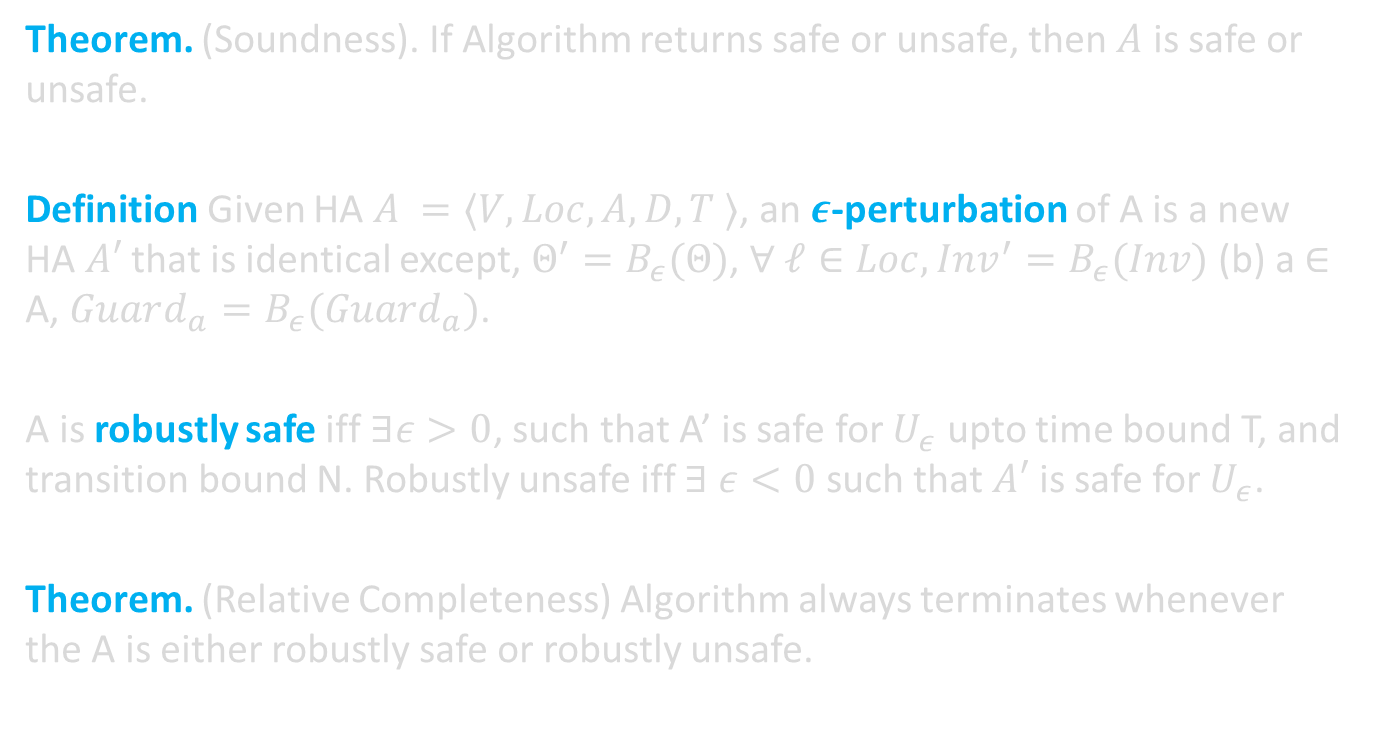 Theorem. (Soundness). If Algorithm returns safe or unsafe, then 𝐴 is safe or
unsafe.
Definition Given HA 𝐴 = ⟨𝑉, 𝐿𝑜𝑐, 𝐴, 𝐷, 𝑇 ⟩, an 𝝐-perturbation of A is a new
HA 𝐴′ that is identical except, Θ′ = 𝐵_𝜖(Θ), ∀ ℓ ∈ 𝐿𝑜𝑐, 𝐼𝑛𝑣′ = 𝐵_𝜖(𝐼𝑛𝑣) (b) a ∈
A, 𝐺𝑢𝑎𝑟𝑑_𝑎 = 𝐵_𝜖(𝐺𝑢𝑎𝑟𝑑_𝑎).
A is robustly safe iff ∃𝜖 > 0, such that A’ is safe for 𝑈_𝜖 upto time bound T, and
transition bound N. Robustly unsafe iff ∃ 𝜖 < 0 such that 𝐴′ is safe for 𝑈_𝜖.
Theorem. (Relative Completeness) Algorithm always terminates whenever
the A is either robustly safe or robustly unsafe.